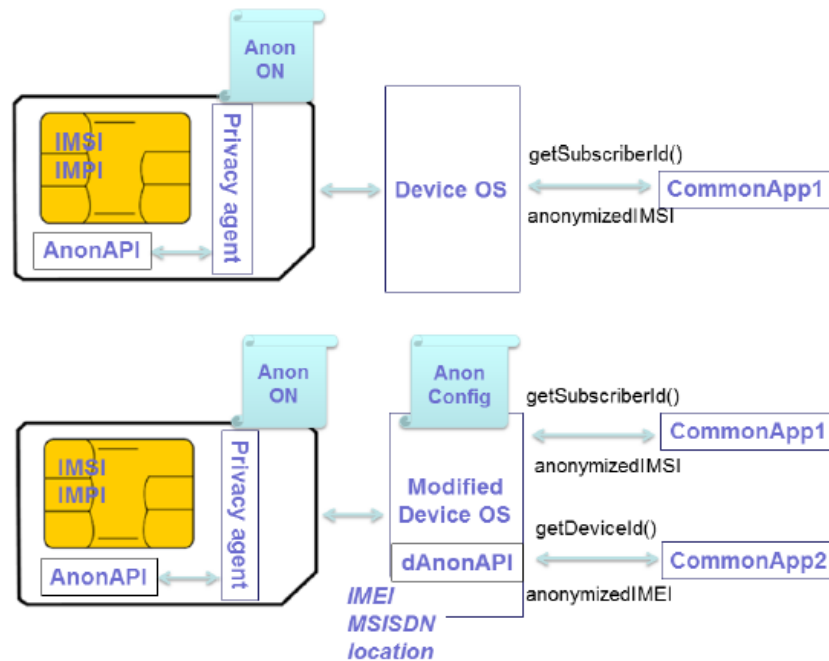 Anon
ON
IMSI
IMPI
Privacy agent
AnonAPI
Device OS
getSubscriberId()
anonymizedIMSI
CommonApp1
Anon
ON
Anon
Config
IMSI
IMPI
Privacy agent
AnonAPI
Modified
Device OS
dAnonAPI
IMEI
MSISDN
location
getSubscriberId()
anonymizedIMSI
CommonApp1
getDeviceId()
anonymizedIMEI
CommonApp2